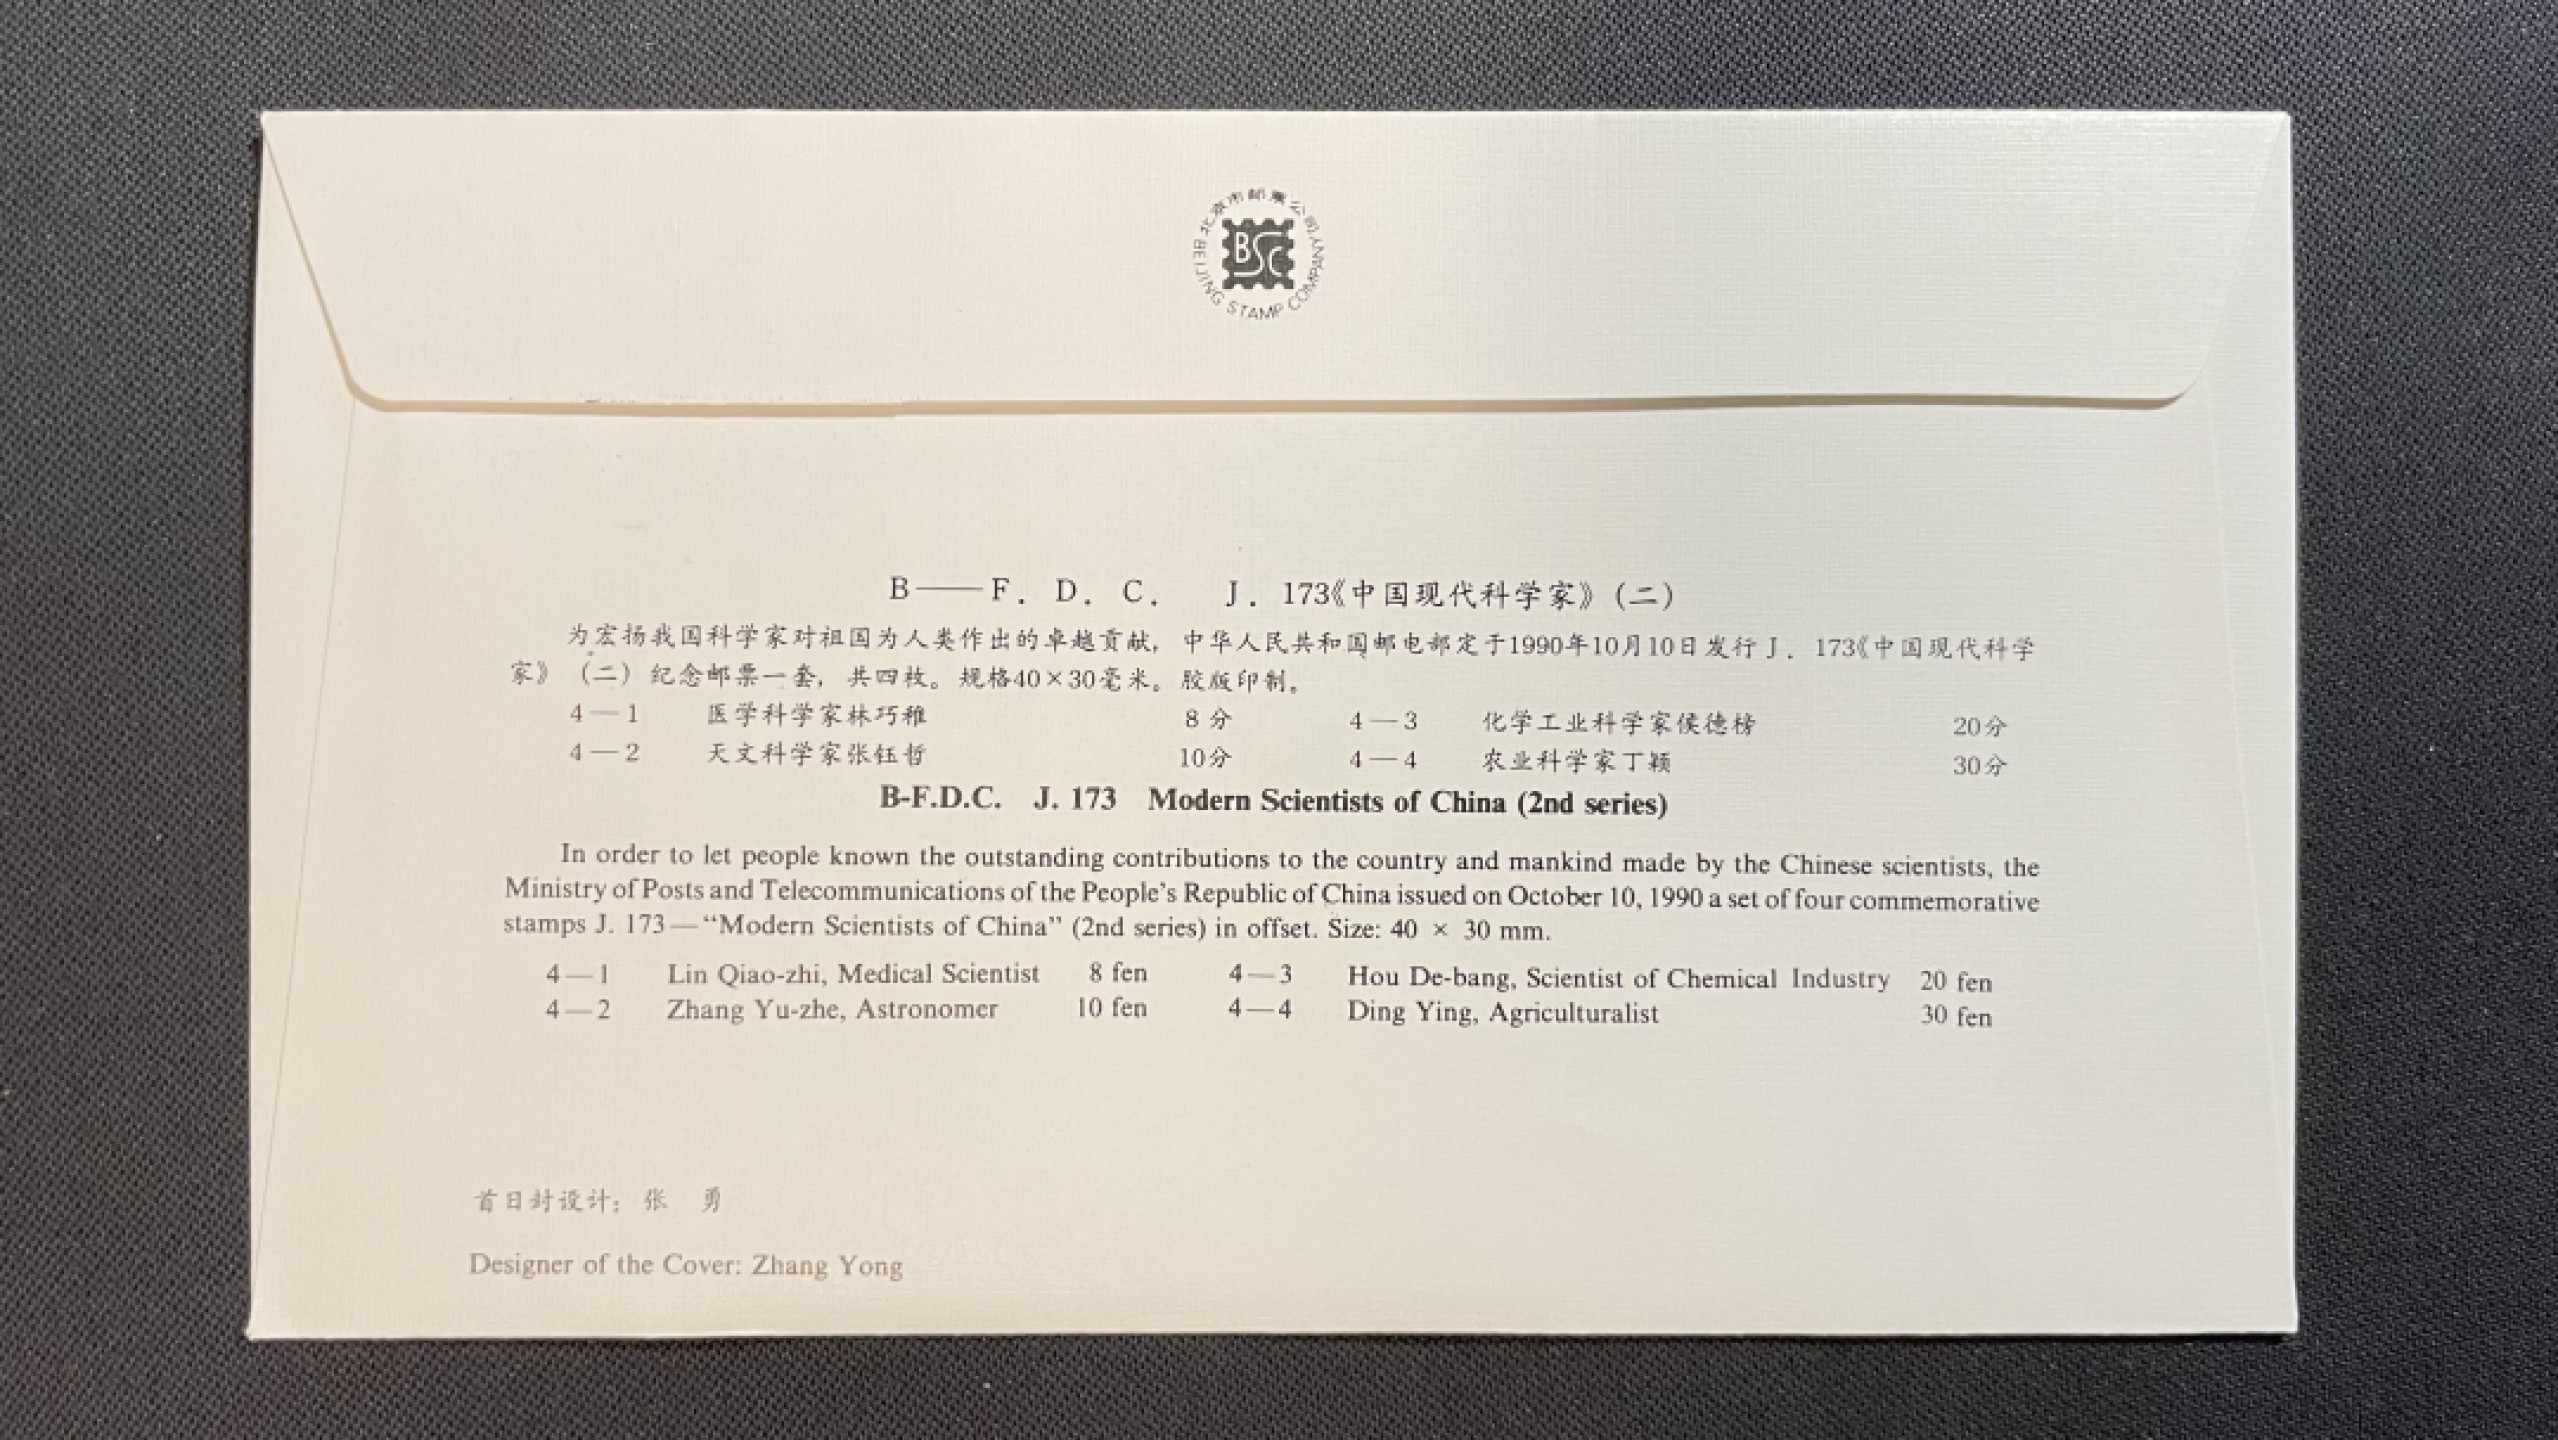 北京市邮票公司
BSC
BEIJING STAMP COMPANY
B——F. D. C. J. 173《中国现代科学家》(二)
为宏扬我国科学家对祖国为人类作出的卓越贡献，中华人民共和国邮电部定于1990年10月10日发行J. 173《中国现代科学
家》(二)纪念邮票一套，共四枚。规格40×30毫米。胶版印制。
4—1 医学科学家林巧稚 8分 4—3 化学工业科学家侯德榜 20分
4—2 天文科学家张钰哲 10分 4—4 农业科学家丁颖 30分
B-F.D.C. J. 173 Modern Scientists of China (2nd series)
In order to let people known the outstanding contributions to the country and mankind made by the Chinese scientists, the
Ministry of Posts and Telecommunications of the People's Republic of China issued on October 10, 1990 a set of four commemorative
stamps J. 173—"Modern Scientists of China" (2nd series) in offset. Size: 40 × 30 mm.
4—1 Lin Qiao-zhi, Medical Scientist 8 fen 4—3 Hou De-bang, Scientist of Chemical Industry 20 fen
4—2 Zhang Yu-zhe, Astronomer 10 fen 4—4 Ding Ying, Agriculturalist 30 fen
首日封设计：张 勇
Designer of the Cover: Zhang Yong